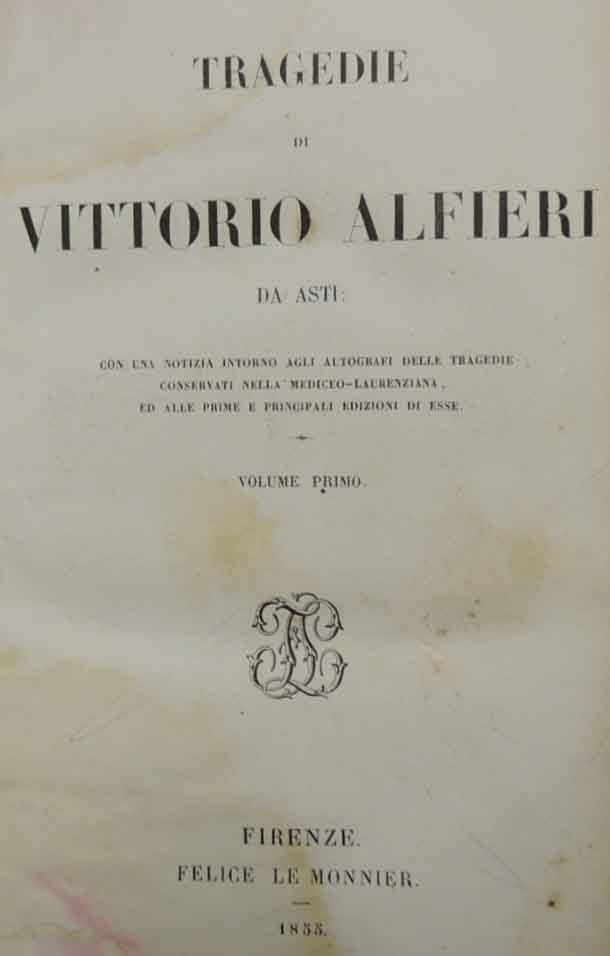 TRAGEDIE
DI
VITTORIO ALFIERI
DA ASTI:
CON UNA NOTIZIA INTORNO AGLI AUTOGRAFI DELLE TRAGEDIE
CONSERVATI NELLA MEDICEO-LAURENZIANA,
ED ALLE PRIME E PRINCIPALI EDIZIONI DI ESSE.
VOLUME PRIMO.
FIRENZE.
FELICE LE MONNIER.
1855.